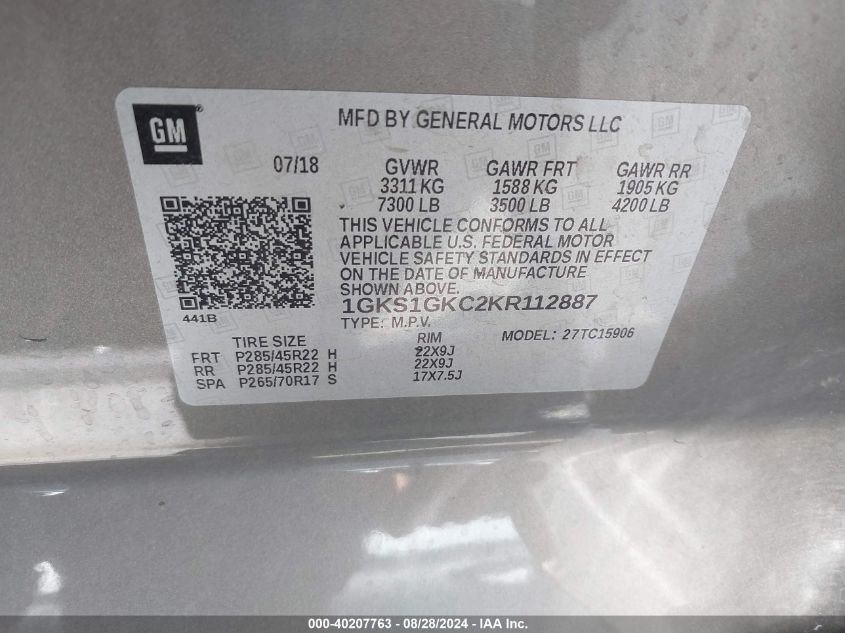 GM
MFD BY GENERAL MOTORS LLC
07/18
GVWR GAWR FRT GAWR RR
3311 KG 1588 KG 1905 KG
7300 LB 3500 LB 4200 LB
THIS VEHICLE CONFORMS TO ALL
APPLICABLE U.S. FEDERAL MOTOR
VEHICLE SAFETY STANDARDS IN EFFECT
ON THE DATE OF MANUFACTURE
SHOWN ABOVE.
441B
1GKS1GKC2KR112887
TYPE: M.P.V. MODEL: 27TC15906
TIRE SIZE RIM
FRT P285/45R22 H 22X9J
RR P285/45R22 H 22X9J
SPA P265/70R17 S 17X7.5J
000-40207763 - 08/28/2024 - IAA Inc.